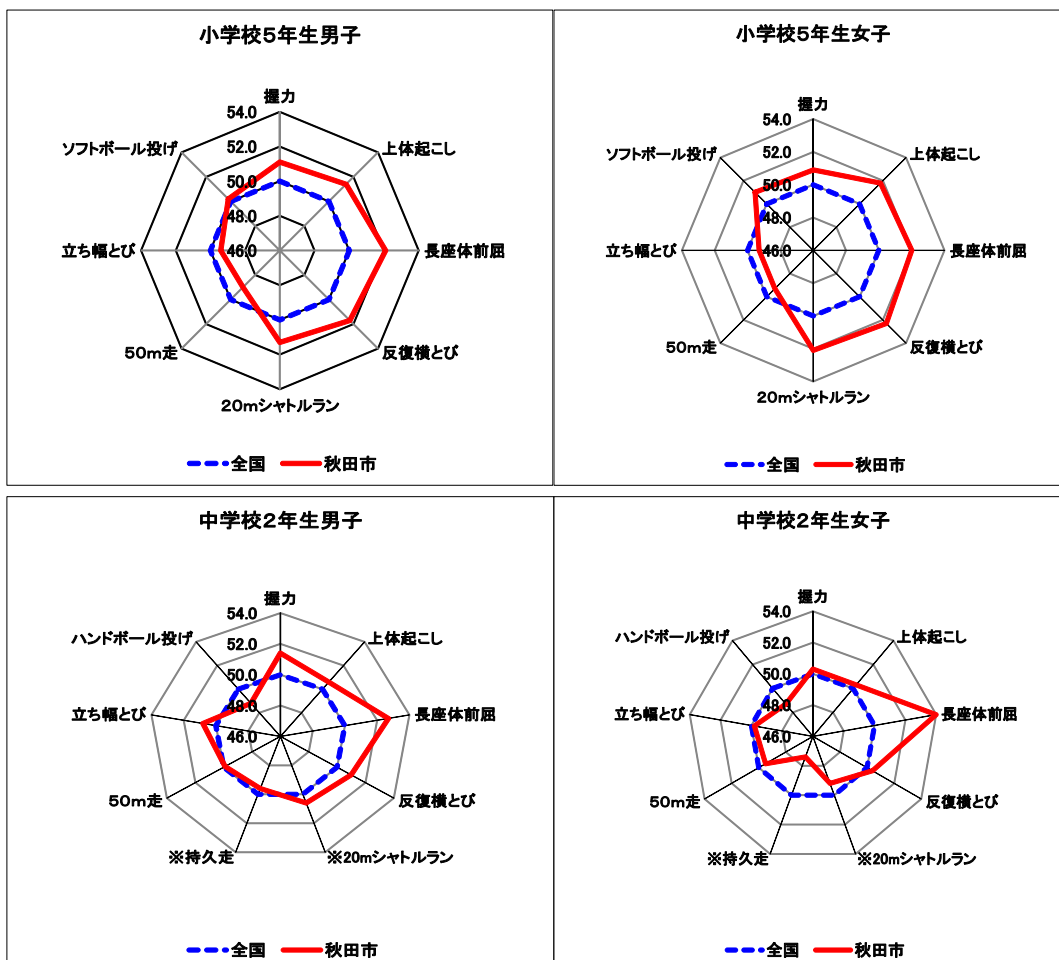 小学校5年生男子
握力
54.0
52.0
50.0
48.0
46.0
上体起こし
長座体前屈
反復横とび
20mシャトルラン
50m走
立ち幅とび
ソフトボール投げ
全国
秋田市
小学校5年生女子
握力
54.0
52.0
50.0
48.0
46.0
上体起こし
長座体前屈
反復横とび
20mシャトルラン
50m走
立ち幅とび
ソフトボール投げ
全国
秋田市
中学校2年生男子
握力
54.0
52.0
50.0
48.0
46.0
上体起こし
長座体前屈
反復横とび
※20mシャトルラン
※持久走
50m走
立ち幅とび
ハンドボール投げ
全国
秋田市
中学校2年生女子
握力
54.0
52.0
50.0
48.0
46.0
上体起こし
長座体前屈
反復横とび
※20mシャトルラン
※持久走
50m走
立ち幅とび
ハンドボール投げ
全国
秋田市